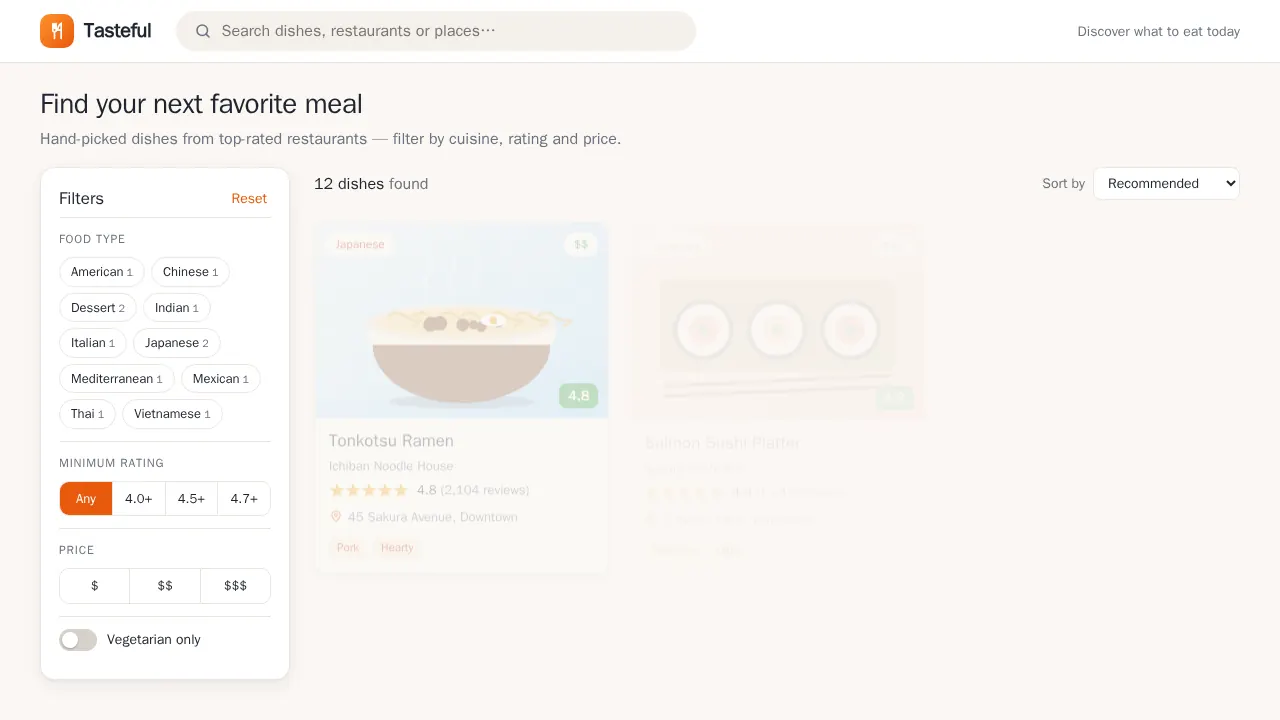 Tasteful
Search dishes, restaurants or places···
Discover what to eat today
Find your next favorite meal
Hand-picked dishes from top-rated restaurants — filter by cuisine, rating and price.
Filters
Reset
FOOD TYPE
American 1
Chinese 1
Dessert 2
Indian 1
Italian 1
Japanese 2
Mediterranean 1
Mexican 1
Thai 1
Vietnamese 1
MINIMUM RATING
Any
4.0+
4.5+
4.7+
PRICE
$
$$
$$$
Vegetarian only
12 dishes found
Sort by
Recommended
Japanese
$$
4.8
Tonkotsu Ramen
Ichiban Noodle House
4.8 (2,104 reviews)
45 Sakura Avenue, Downtown
Pork
Hearty
Sushi Platter